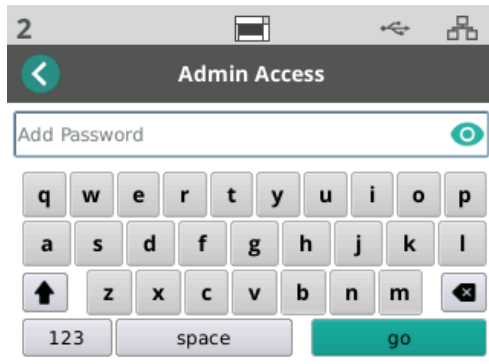 2
Admin Access
Add Password
q w e r t y u i o p
a s d f g h j k l
z x c v b n m
123 space go